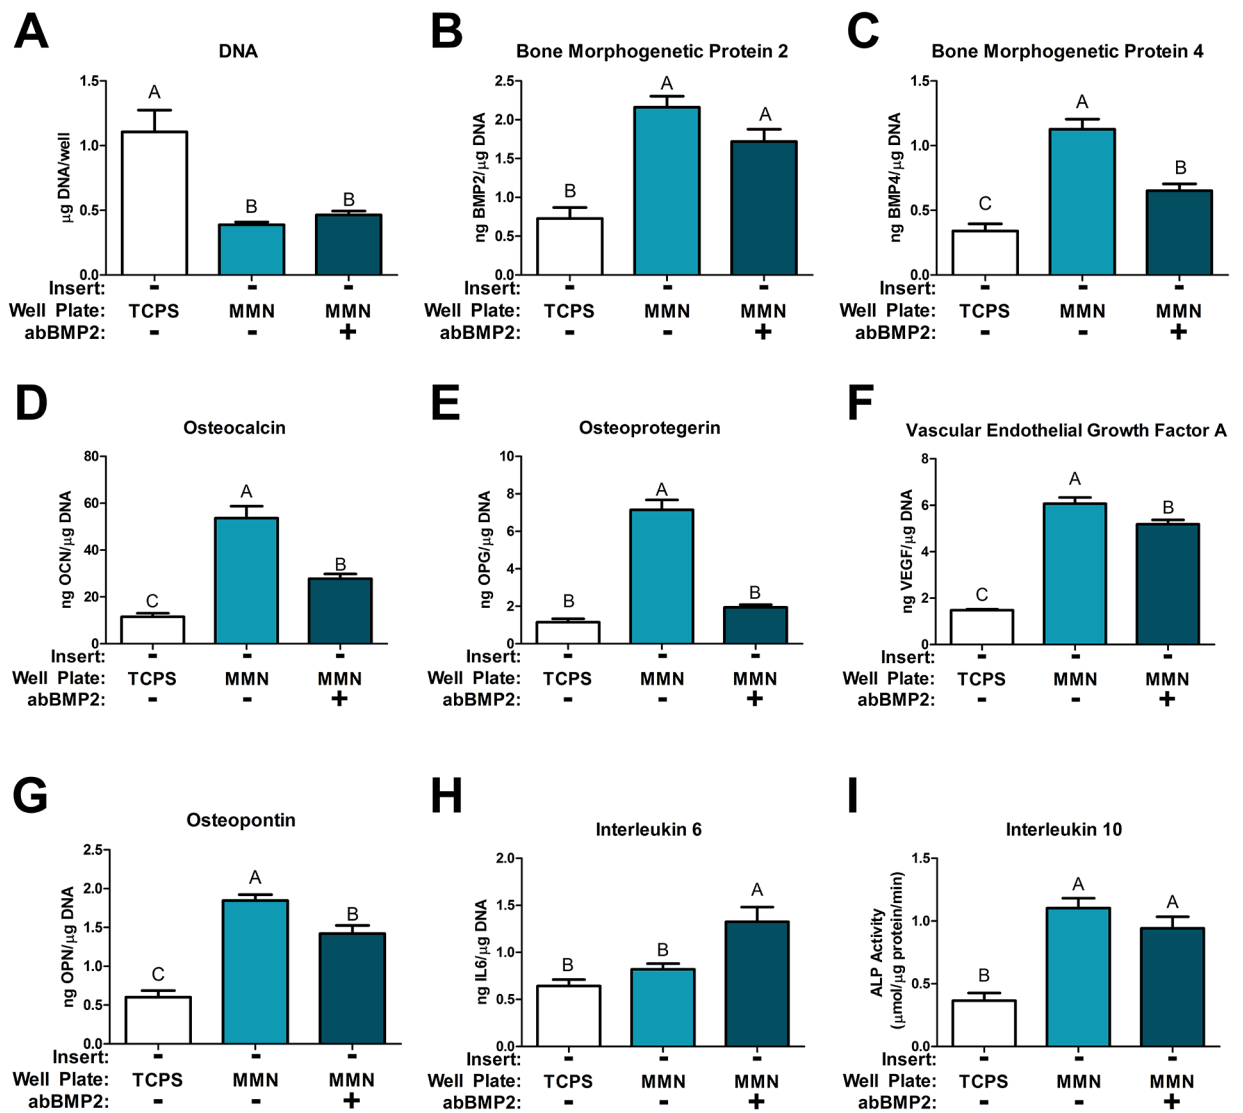 A
DNA
μg DNA/well
1.5
1.0
0.5
0.0
A
B
B
Insert: - - -
Well Plate: TCPS MMN MMN
abBMP2: - - +
B
Bone Morphogenetic Protein 2
ng BMP2/μg DNA
2.5
2.0
1.5
1.0
0.5
0.0
B
A
A
Insert: - - -
Well Plate: TCPS MMN MMN
abBMP2: - - +
C
Bone Morphogenetic Protein 4
ng BMP4/μg DNA
1.5
1.0
0.5
0.0
C
A
B
Insert: - - -
Well Plate: TCPS MMN MMN
abBMP2: - - +
D
Osteocalcin
ng OCN/μg DNA
80
60
40
20
0
C
A
B
Insert: - - -
Well Plate: TCPS MMN MMN
abBMP2: - - +
E
Osteoprotegerin
ng OPG/μg DNA
10
8
6
4
2
0
B
A
B
Insert: - - -
Well Plate: TCPS MMN MMN
abBMP2: - - +
F
Vascular Endothelial Growth Factor A
ng VEGF/μg DNA
8
6
4
2
0
C
A
B
Insert: - - -
Well Plate: TCPS MMN MMN
abBMP2: - - +
G
Osteopontin
ng OPN/μg DNA
2.5
2.0
1.5
1.0
0.5
0.0
C
A
B
Insert: - - -
Well Plate: TCPS MMN MMN
abBMP2: - - +
H
Interleukin 6
ng IL6/μg DNA
2.0
1.5
1.0
0.5
0.0
B
B
A
Insert: - - -
Well Plate: TCPS MMN MMN
abBMP2: - - +
I
Interleukin 10
ALP Activity
(μmol/μg protein/min)
1.5
1.0
0.5
0.0
B
A
A
Insert: - - -
Well Plate: TCPS MMN MMN
abBMP2: - - +